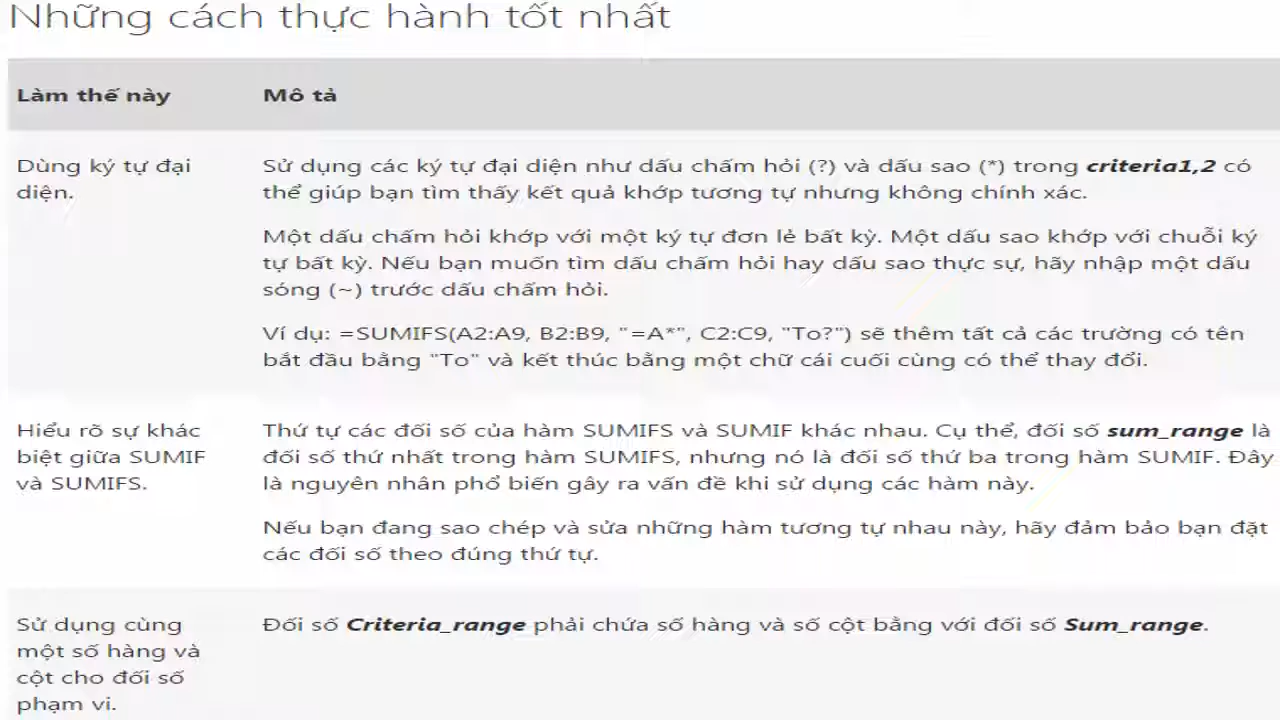 Những cách thực hành tốt nhất
Làm thế này
Mô tả
Dùng ký tự đại
diện.
Sử dụng các ký tự đại diện như dấu chấm hỏi (?) và dấu sao (*) trong criteria1,2 có
thể giúp bạn tìm thấy kết quả khớp tương tự nhưng không chính xác.
Một dấu chấm hỏi khớp với một ký tự đơn lẻ bất kỳ. Một dấu sao khớp với chuỗi ký
tự bất kỳ. Nếu bạn muốn tìm dấu chấm hỏi hay dấu sao thực sự, hãy nhập một dấu
sóng (~) trước dấu chấm hỏi.
Ví dụ: =SUMIFS(A2:A9, B2:B9, "=A*", C2:C9, "To?") sẽ thêm tất cả các trường có tên
bắt đầu bằng "To" và kết thúc bằng một chữ cái cuối cùng có thể thay đổi.
Hiểu rõ sự khác
biệt giữa SUMIF
và SUMIFS.
Thứ tự các đối số của hàm SUMIFS và SUMIF khác nhau. Cụ thể, đối số sum_range là
đối số thứ nhất trong hàm SUMIFS, nhưng nó là đối số thứ ba trong hàm SUMIF. Đây
là nguyên nhân phổ biến gây ra vấn đề khi sử dụng các hàm này.
Nếu bạn đang sao chép và sửa những hàm tương tự nhau này, hãy đảm bảo bạn đặt
các đối số theo đúng thứ tự.
Sử dụng cùng
một số hàng và
cột cho đối số
phạm vi.
Đối số Criteria_range phải chứa số hàng và số cột bằng với đối số Sum_range.